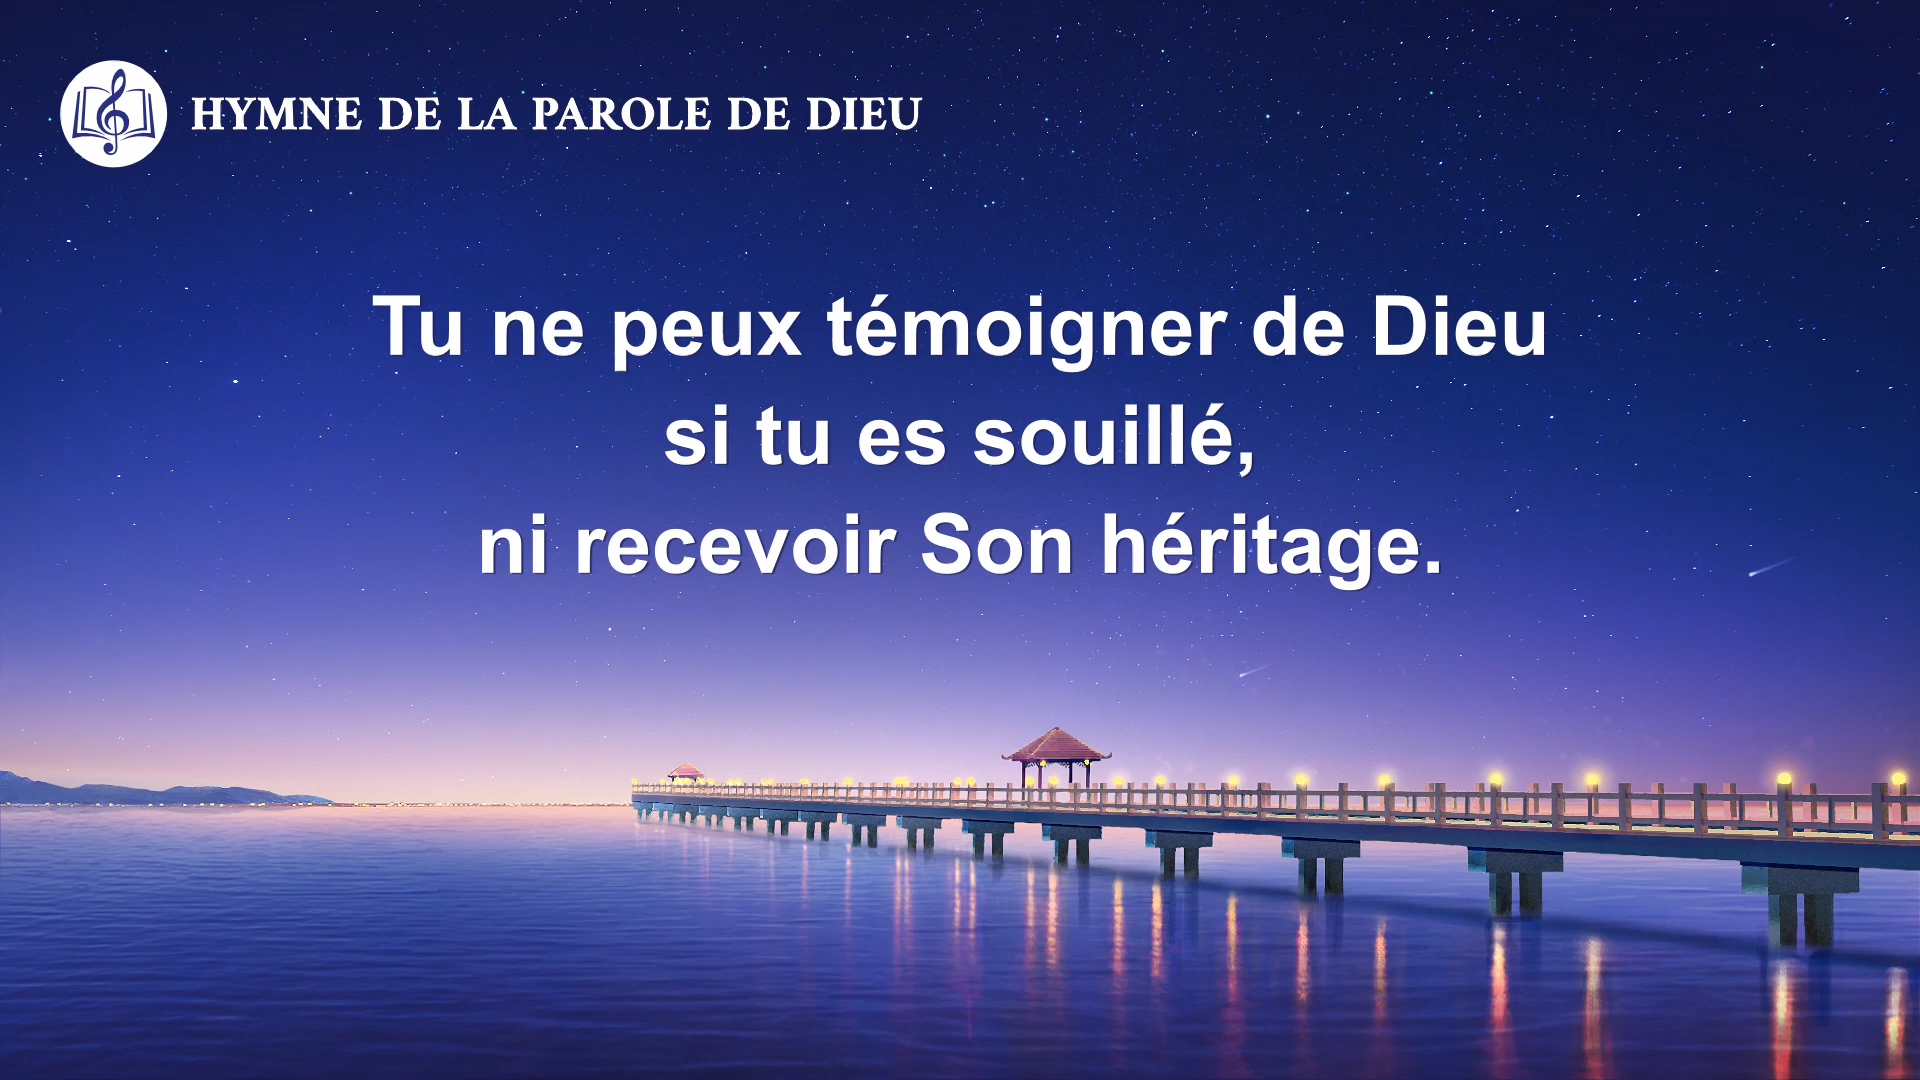 HYMNE DE LA PAROLE DE DIEU
Tu ne peux témoigner de Dieu
si tu es souillé,
ni recevoir Son héritage.